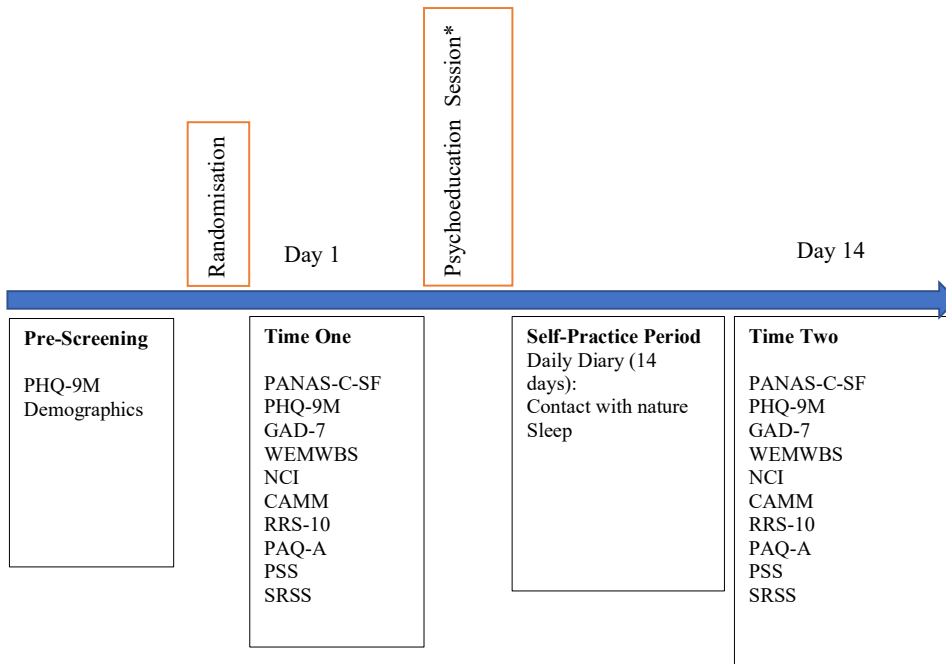 Randomisation
Day 1
Psychoeducation Session*
Day 14
Pre-Screening
PHQ-9M
Demographics
Time One
PANAS-C-SF
PHQ-9M
GAD-7
WEMWBS
NCI
CAMM
RRS-10
PAQ-A
PSS
SRSS
Self-Practice Period
Daily Diary (14
days):
Contact with nature
Sleep
Time Two
PANAS-C-SF
PHQ-9M
GAD-7
WEMWBS
NCI
CAMM
RRS-10
PAQ-A
PSS
SRSS